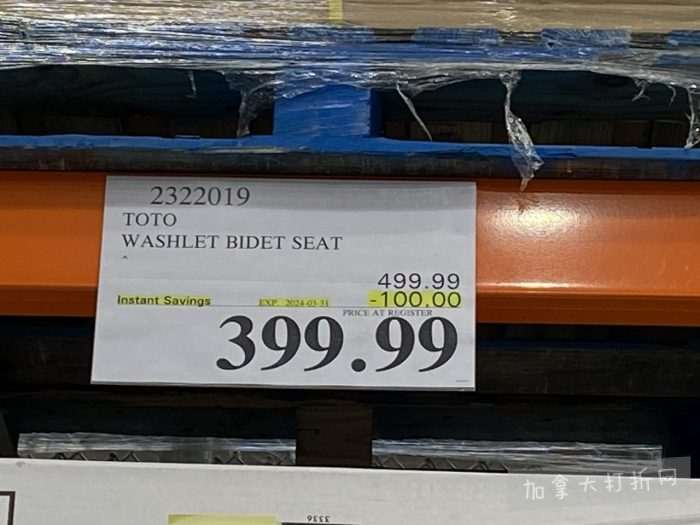 2322019
TOTO
WASHLET BIDET SEAT
^
499.99
Instant Savings EXP. 2024-03-31 -100.00
PRICE AT REGISTER
399.99
加拿大打折网
3336